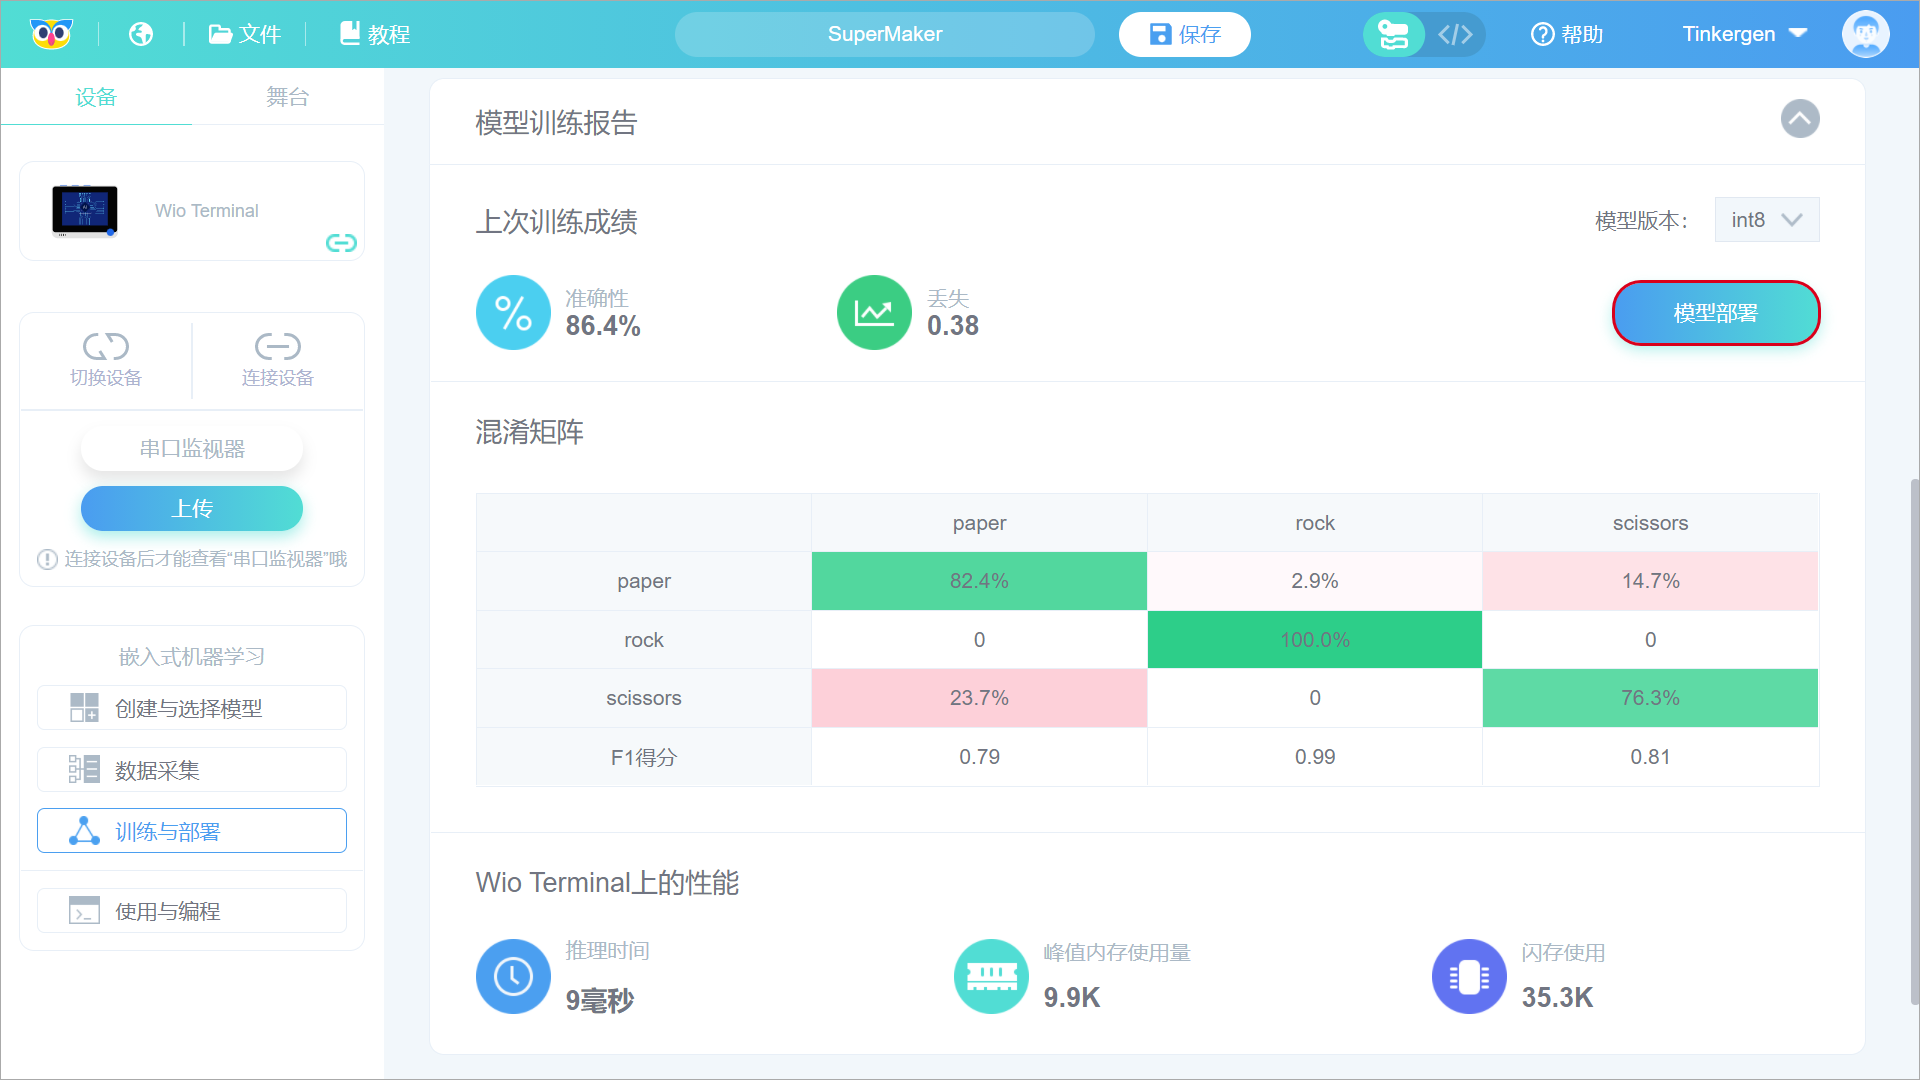 文件
教程
SuperMaker
保存
</>
帮助
Tinkergen
设备
舞台
Wio Terminal
切换设备
连接设备
串口监视器
上传
连接设备后才能查看“串口监视器”哦
嵌入式机器学习
创建与选择模型
数据采集
训练与部署
使用与编程
模型训练报告
上次训练成绩
模型版本：
int8
准确性
86.4%
丢失
0.38
模型部署
混淆矩阵
paper rock scissors
paper 82.4% 2.9% 14.7%
rock 0 100.0% 0
scissors 23.7% 0 76.3%
F1得分 0.79 0.99 0.81
Wio Terminal上的性能
推理时间
9毫秒
峰值内存使用量
9.9K
闪存使用
35.3K